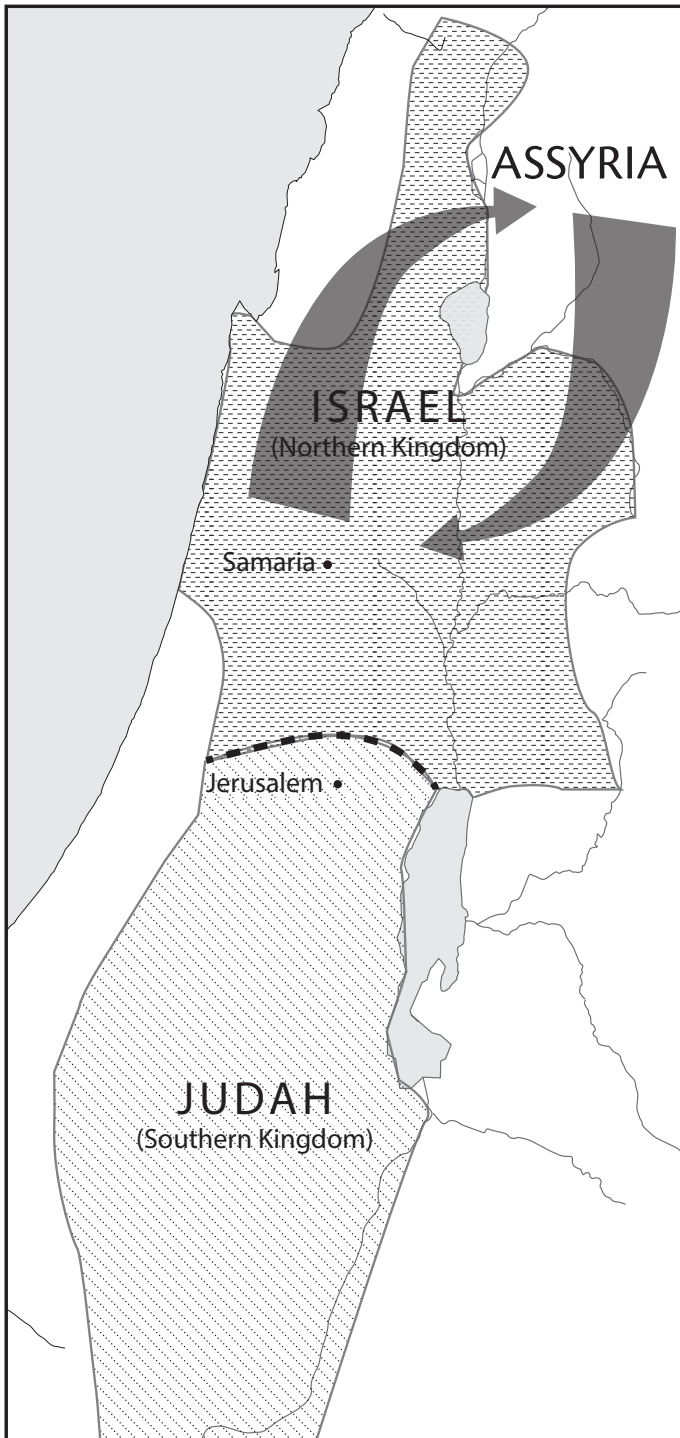 ASSYRIA
ISRAEL
(Northern Kingdom)
Samaria
Jerusalem
JUDAH
(Southern Kingdom)